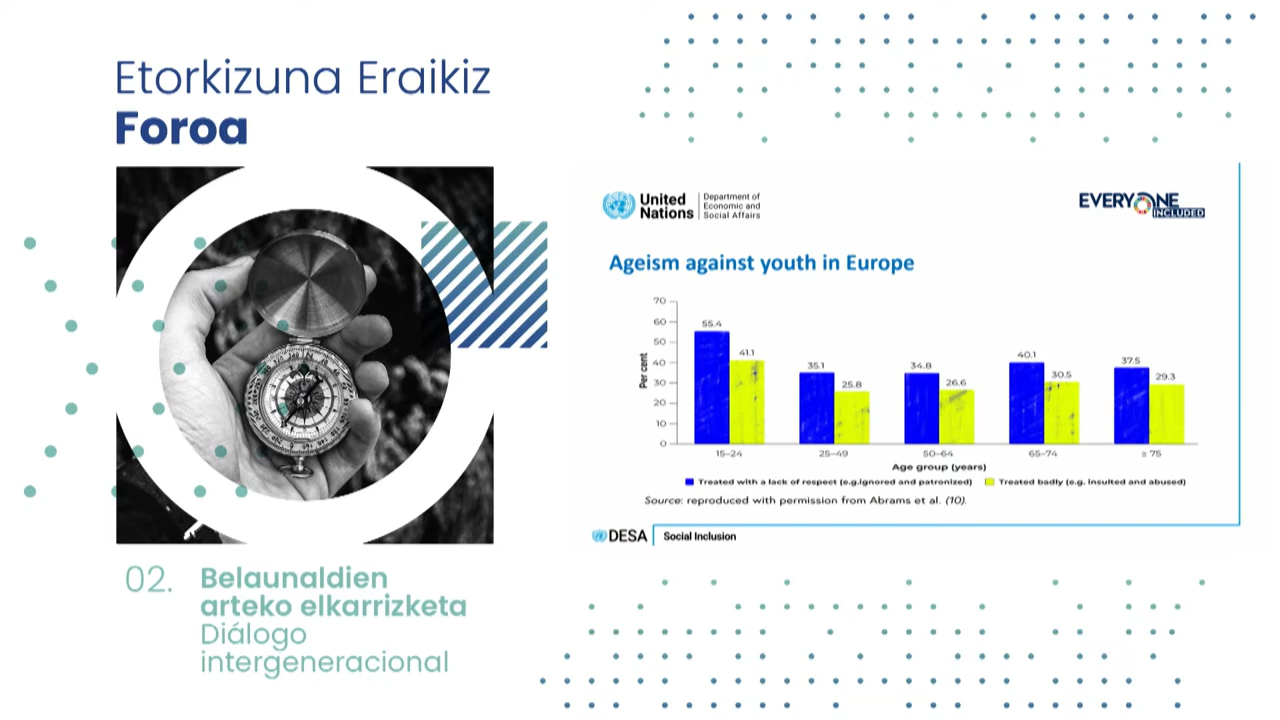 Etorkizuna Eraikiz
Foroa
United
Nations
Department of
Economic and
Social Affairs
EVERYONE
INCLUDED
Ageism against youth in Europe
Per cent
70
60
50
40
30
20
10
0
55.4
41.1
35.1
25.8
34.8
26.6
40.1
30.5
37.5
29.3
15–24
25–49
50–64
65–74
≥ 75
Age group (years)
Treated with a lack of respect (e.g.ignored and patronized)
Treated badly (e.g. insulted and abused)
Source: reproduced with permission from Abrams et al. (10).
DESA
Social Inclusion
02.
Belaunaldien
arteko elkarrizketa
Diálogo
intergeneracional